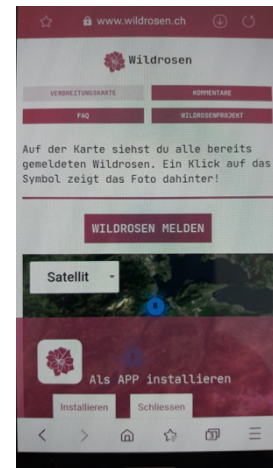 www.wildrosen.ch
Wildrosen
VERBREITUNGSKARTE
KOMMENTARE
FAQ
WILDROSENPROJEKT
Auf der Karte siehst du alle bereits
gemeldeten Wildrosen. Ein Klick auf das
Symbol zeigt das Foto dahinter!
WILDROSEN MELDEN
Satellit
Als APP installieren
Installieren
Schliessen